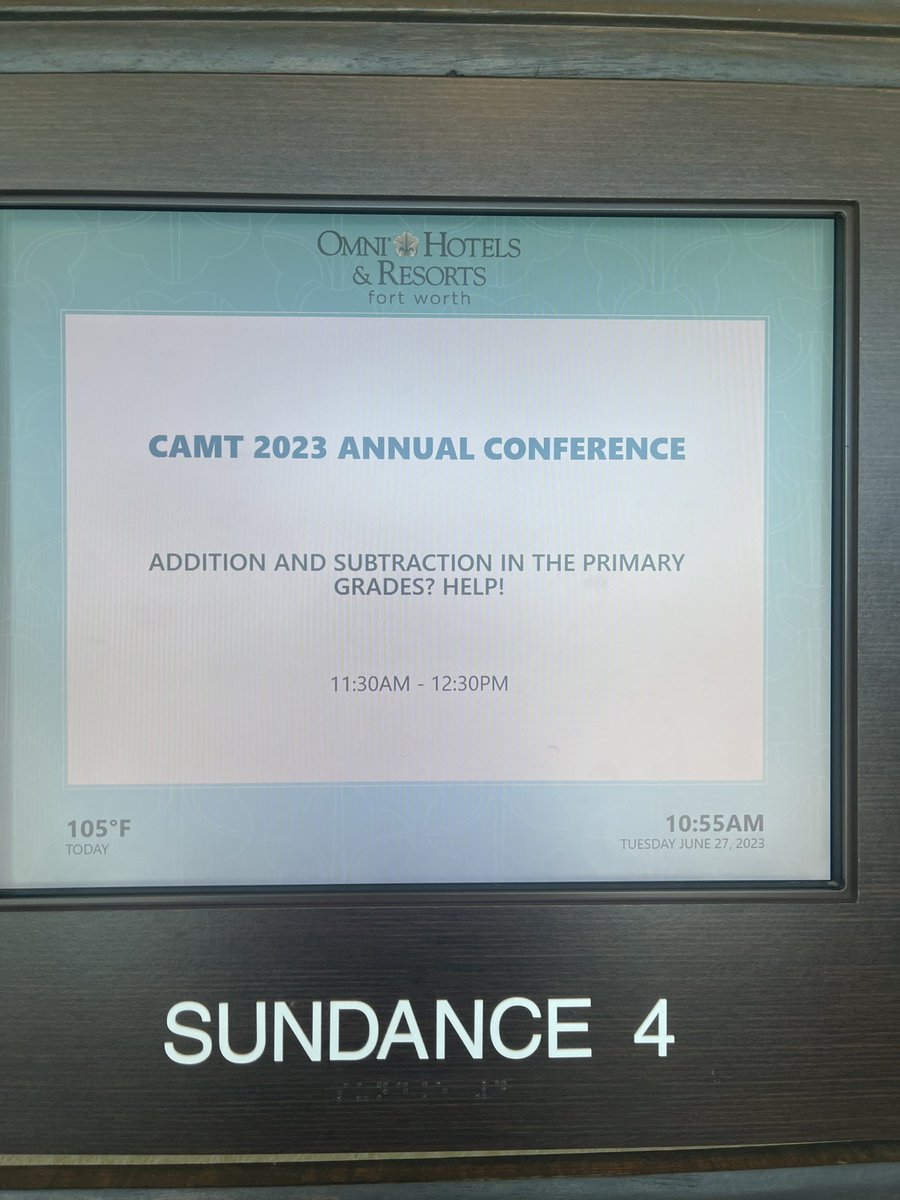 OMNI HOTELS
& RESORTS
fort worth
CAMT 2023 ANNUAL CONFERENCE
ADDITION AND SUBTRACTION IN THE PRIMARY
GRADES? HELP!
11:30AM - 12:30PM
105°F
TODAY
10:55AM
TUESDAY JUNE 27, 2023
SUNDANCE 4